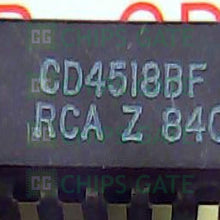 CD4518BF
RCA Z 840
CHIPS GATE